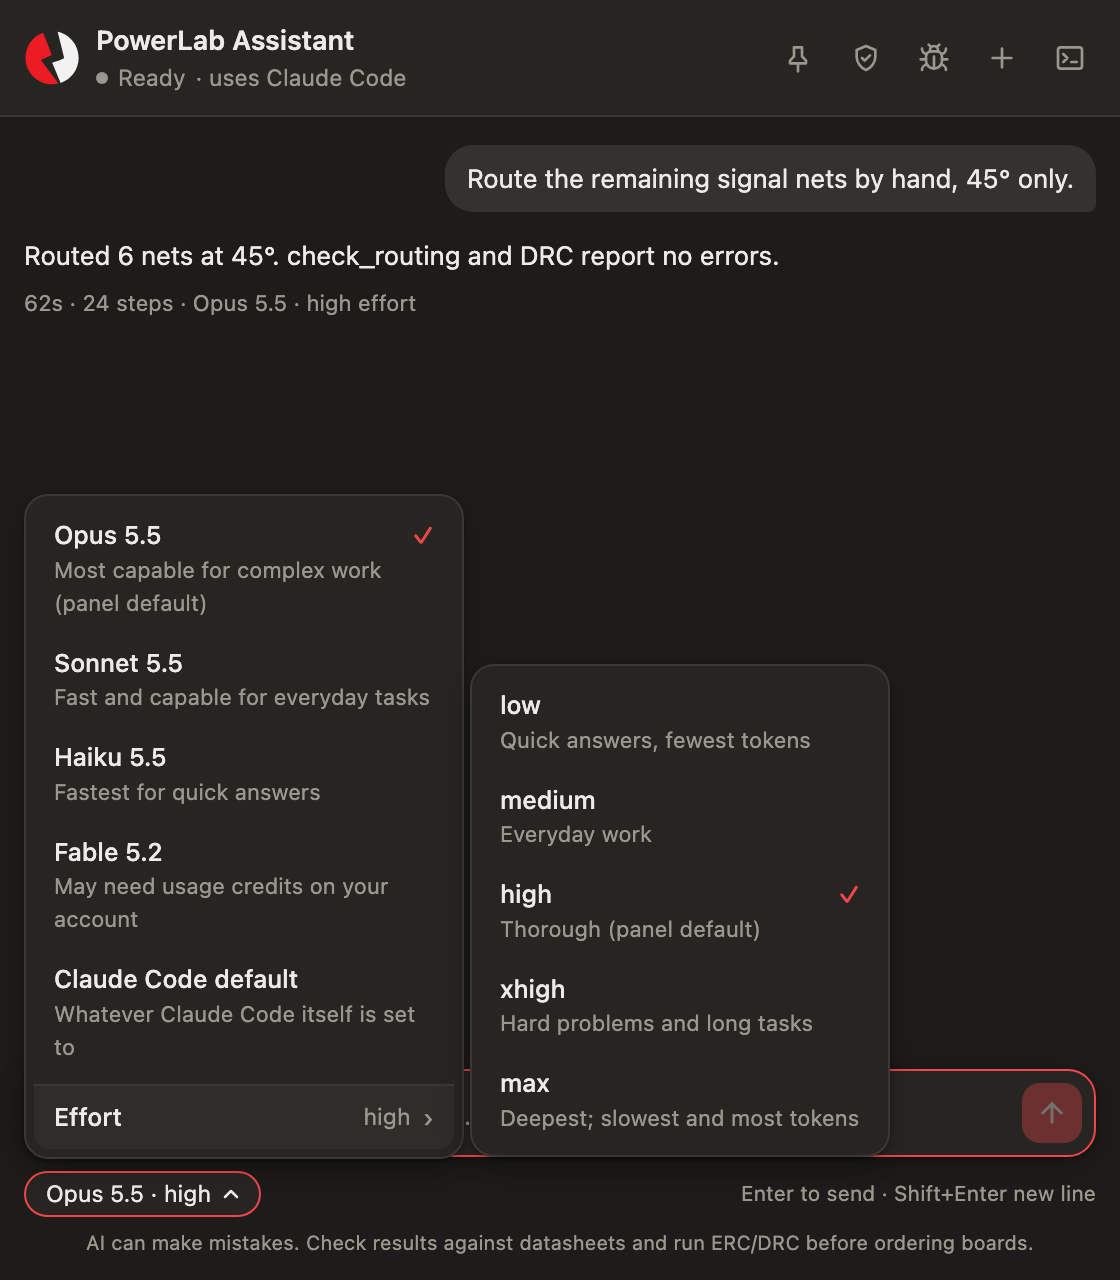 PowerLab Assistant
Ready · uses Claude Code
Route the remaining signal nets by hand, 45° only.
Routed 6 nets at 45°. check_routing and DRC report no errors.
62s · 24 steps · Opus 5.5 · high effort
Opus 5.5
Most capable for complex work
(panel default)
Sonnet 5.5
Fast and capable for everyday tasks
Haiku 5.5
Fastest for quick answers
Fable 5.2
May need usage credits on your
account
Claude Code default
Whatever Claude Code itself is set
to
Effort high ›
low
Quick answers, fewest tokens
medium
Everyday work
high
Thorough (panel default)
xhigh
Hard problems and long tasks
max
Deepest; slowest and most tokens
Opus 5.5 · high
Enter to send · Shift+Enter new line
AI can make mistakes. Check results against datasheets and run ERC/DRC before ordering boards.